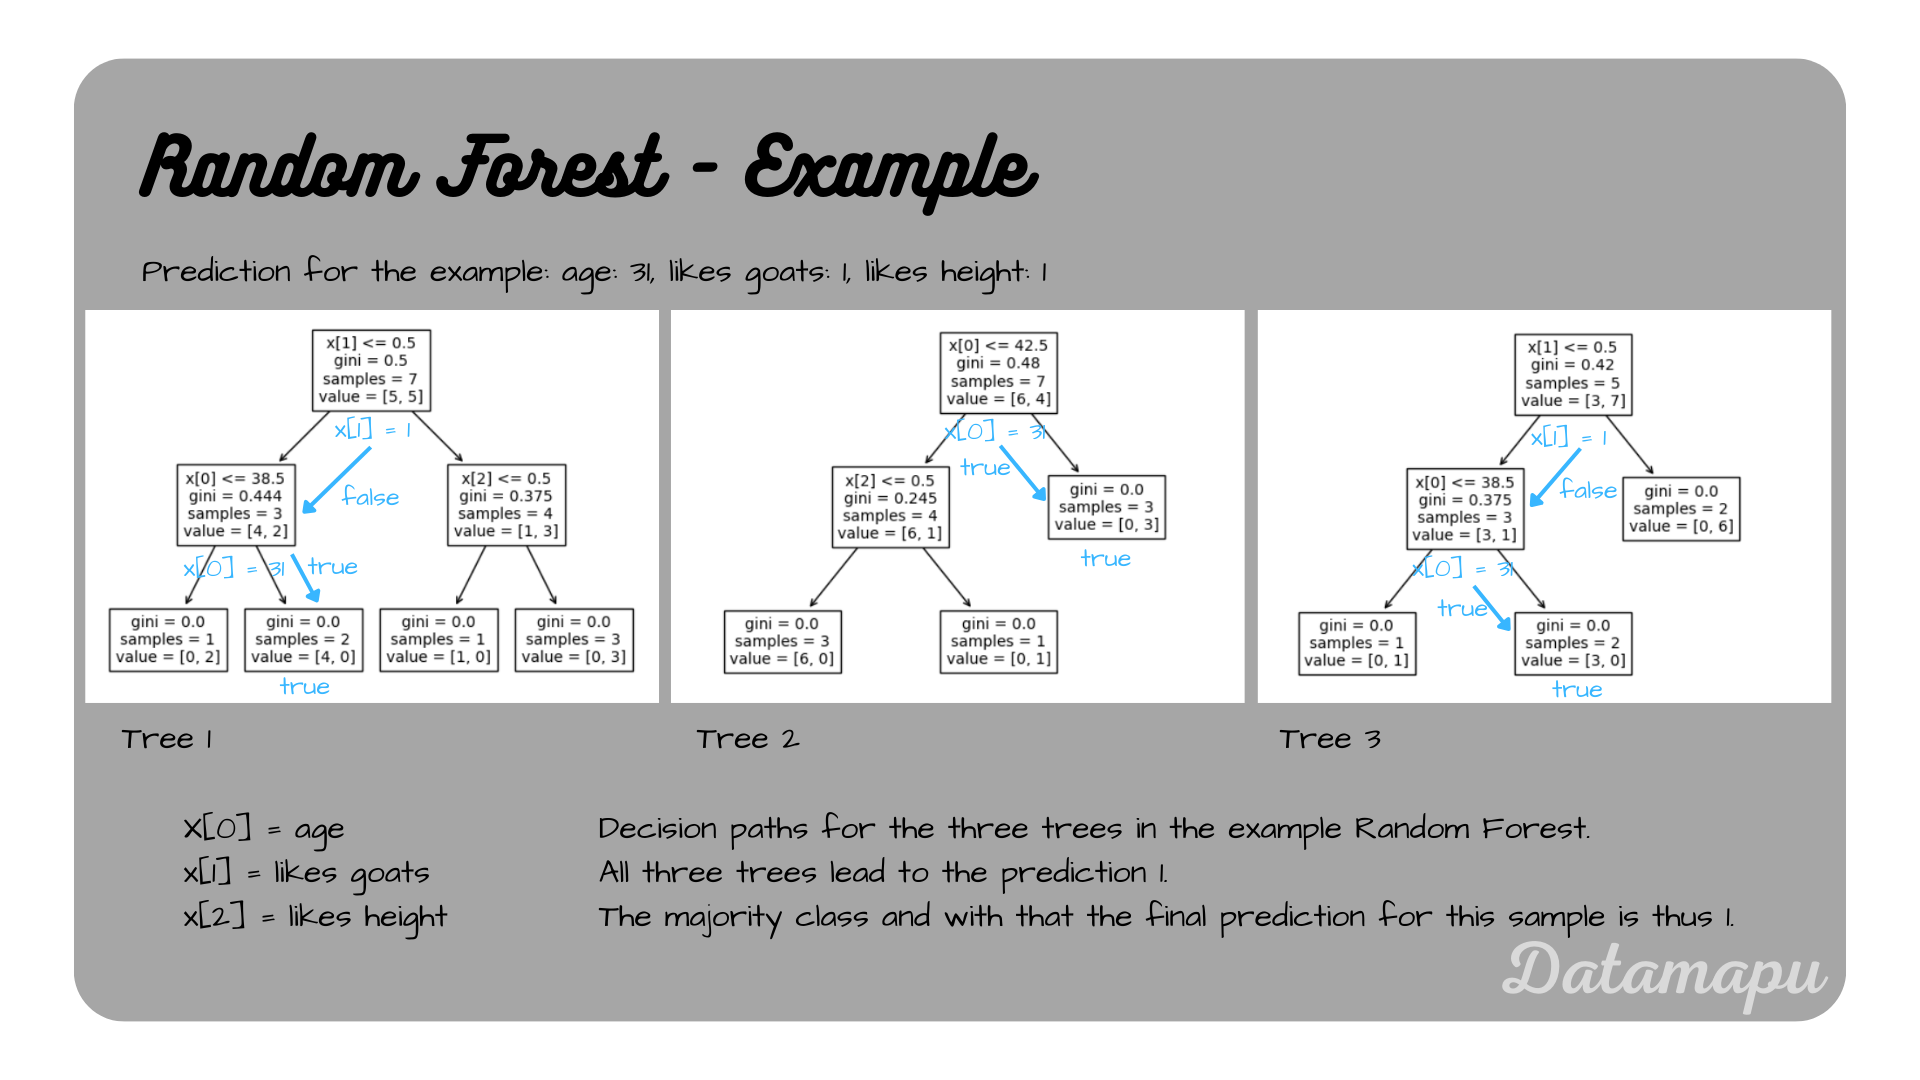 Random Forest - Example
Prediction for the example: age: 31, likes goats: 1, likes height: 1
x[1] <= 0.5
gini = 0.5
samples = 7
value = [5, 5]
x[1] = 1
false
x[0] <= 38.5
gini = 0.444
samples = 3
value = [4, 2]
x[2] <= 0.5
gini = 0.375
samples = 4
value = [1, 3]
x[0] = 31
true
gini = 0.0
samples = 1
value = [0, 2]
gini = 0.0
samples = 2
value = [4, 0]
gini = 0.0
samples = 1
value = [1, 0]
gini = 0.0
samples = 3
value = [0, 3]
true
Tree 1
x[0] <= 42.5
gini = 0.48
samples = 7
value = [6, 4]
x[0] = 31
true
x[2] <= 0.5
gini = 0.245
samples = 4
value = [6, 1]
gini = 0.0
samples = 3
value = [0, 3]
true
gini = 0.0
samples = 3
value = [6, 0]
gini = 0.0
samples = 1
value = [0, 1]
Tree 2
x[1] <= 0.5
gini = 0.42
samples = 5
value = [3, 7]
x[1] = 1
false
x[0] <= 38.5
gini = 0.375
samples = 3
value = [3, 1]
gini = 0.0
samples = 2
value = [0, 6]
x[0] = 31
true
gini = 0.0
samples = 1
value = [0, 1]
gini = 0.0
samples = 2
value = [3, 0]
true
Tree 3
X[0] = age
x[1] = likes goats
x[2] = likes height
Decision paths for the three trees in the example Random Forest.
All three trees lead to the prediction 1.
The majority class and with that the final prediction for this sample is thus 1.
Datamapu